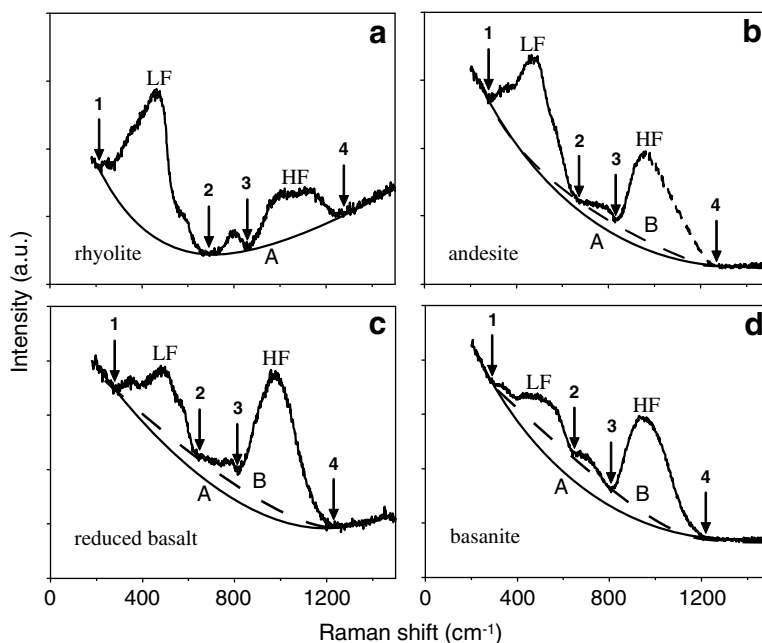 a
LF
1
4
2
3
HF
A
rhyolite
b
1
LF
HF
2
3
4
B
A
andesite
Intensity (a.u.)
c
1
LF
HF
2
3
4
A
B
reduced basalt
0 400 800 1200
d
1
LF
HF
2
3
4
A
B
basanite
0 400 800 1200
Raman shift (cm-1)